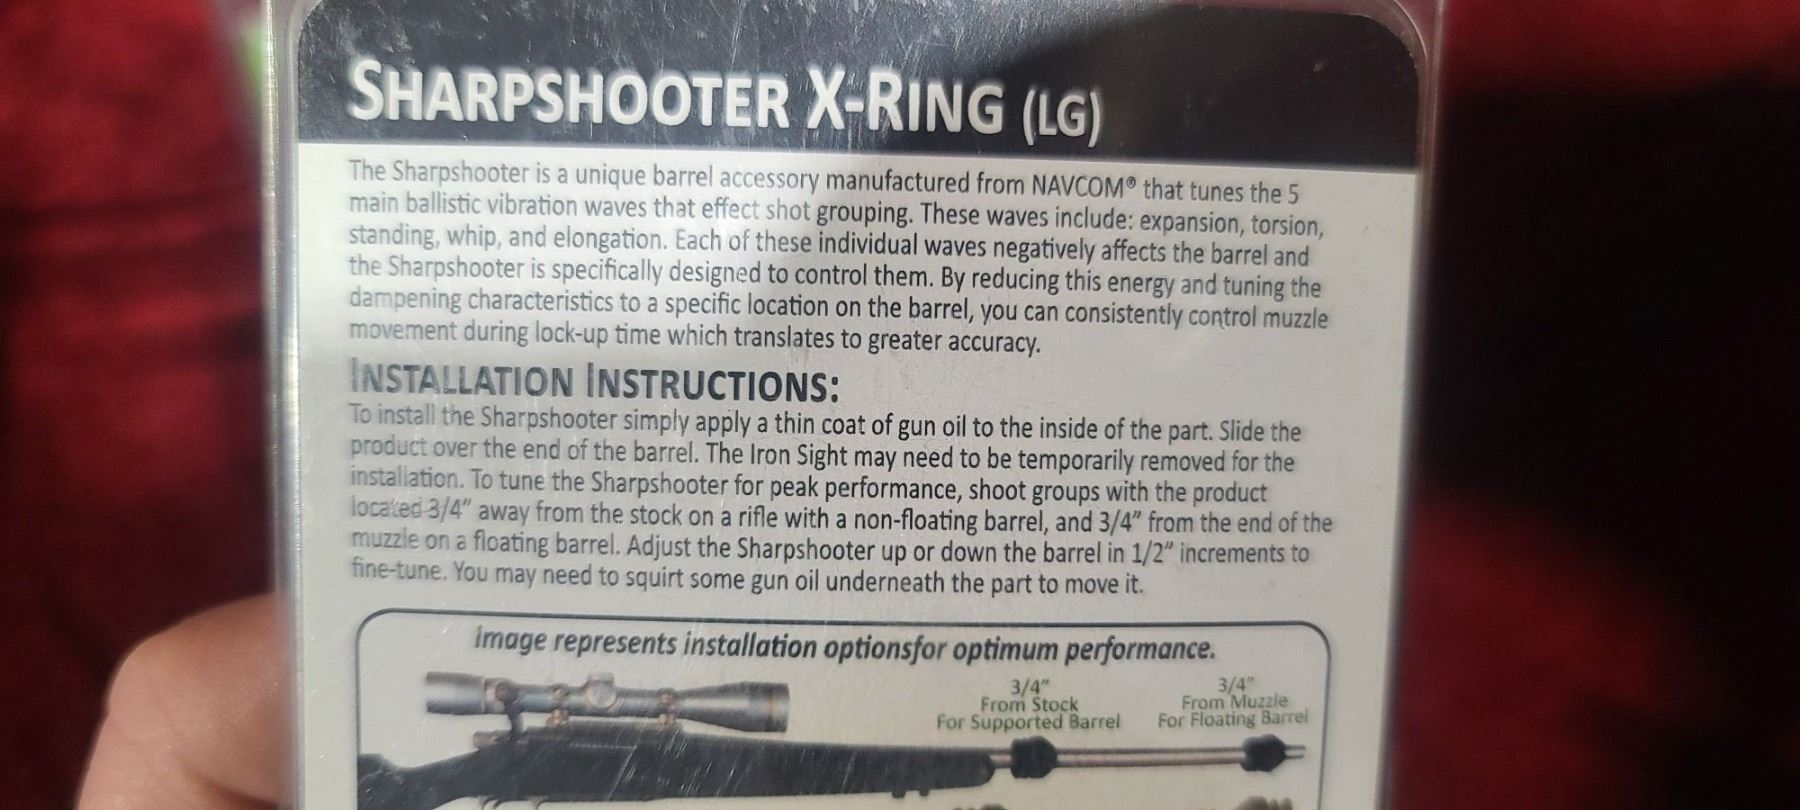 SHARPSHOOTER X-RING (LG)
The Sharpshooter is a unique barrel accessory manufactured from NAVCOM® that tunes the 5
main ballistic vibration waves that effect shot grouping. These waves include: expansion, torsion,
standing, whip, and elongation. Each of these individual waves negatively affects the barrel and
the Sharpshooter is specifically designed to control them. By reducing this energy and tuning the
dampening characteristics to a specific location on the barrel, you can consistently control muzzle
movement during lock-up time which translates to greater accuracy.
INSTALLATION INSTRUCTIONS:
To install the Sharpshooter simply apply a thin coat of gun oil to the inside of the part. Slide the
product over the end of the barrel. The Iron Sight may need to be temporarily removed for the
installation. To tune the Sharpshooter for peak performance, shoot groups with the product
located 3/4" away from the stock on a rifle with a non-floating barrel, and 3/4" from the end of the
muzzle on a floating barrel. Adjust the Sharpshooter up or down the barrel in 1/2" increments to
fine-tune. You may need to squirt some gun oil underneath the part to move it.
Image represents installation optionsfor optimum performance.
3/4"
From Stock
For Supported Barrel
3/4"
From Muzzle
For Floating Barrel